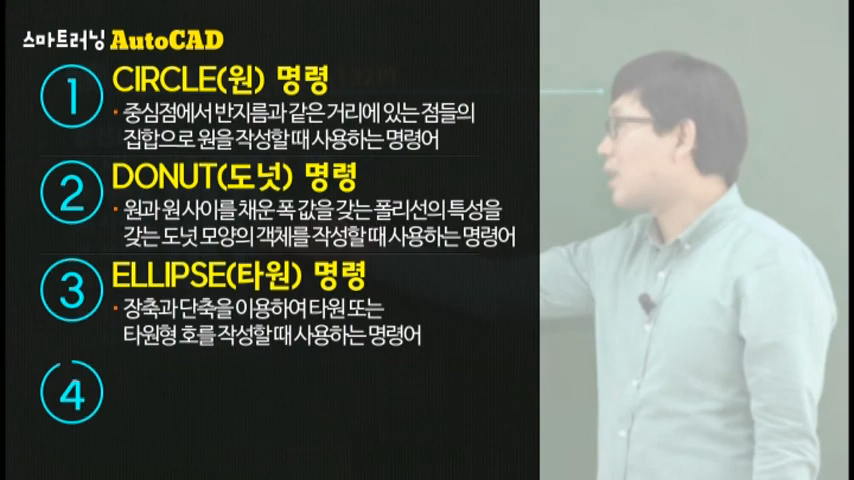 스마트러닝 AutoCAD
1 CIRCLE(원) 명령
· 중심점에서 반지름과 같은 거리에 있는 점들의
집합으로 원을 작성할 때 사용하는 명령어
2 DONUT(도넛) 명령
· 원과 원 사이를 채운 폭 값을 갖는 폴리선의 특성을
갖는 도넛 모양의 객체를 작성할 때 사용하는 명령어
3 ELLIPSE(타원) 명령
· 장축과 단축을 이용하여 타원 또는
타원형 호를 작성할 때 사용하는 명령어
4